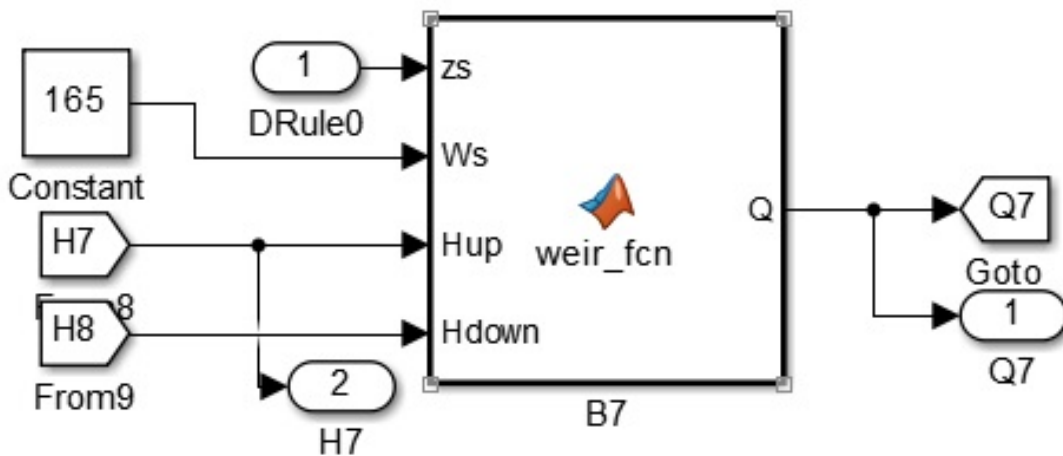 1
zs
165
DRule0
Ws
Constant
Q
Q7
H7
Hup
weir_fcn
Goto
H8
Hdown
1
From9
2
Q7
B7
H7